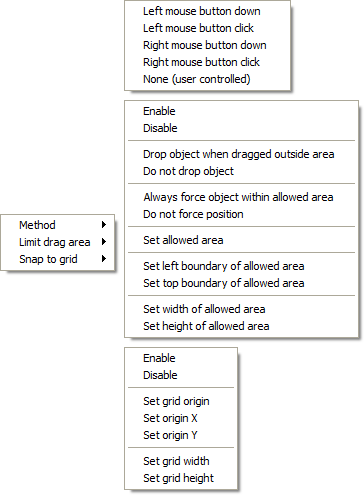 Left mouse button down
Left mouse button click
Right mouse button down
Right mouse button click
None (user controlled)
Enable
Disable
Drop object when dragged outside area
Do not drop object
Always force object within allowed area
Do not force position
Set allowed area
Set left boundary of allowed area
Set top boundary of allowed area
Set width of allowed area
Set height of allowed area
Method
Limit drag area
Snap to grid
Enable
Disable
Set grid origin
Set origin X
Set origin Y
Set grid width
Set grid height